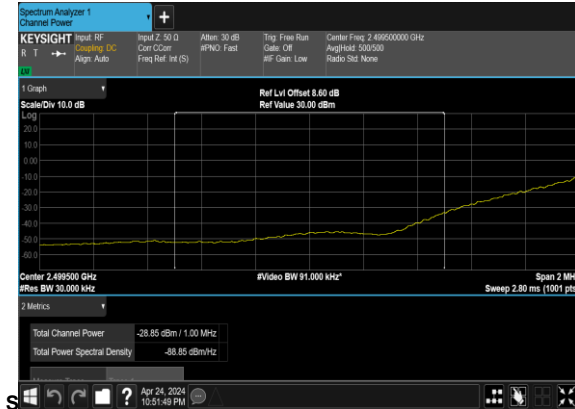 Spectrum Analyzer 1
Channel Power
+
KEYSIGHT
R T
Input: RF
Coupling: DC
Align: Auto
Input Z: 50 Ω
Corr CCorr
Freq Ref: Int (S)
Atten: 30 dB
#PNO: Fast
Trig: Free Run
Gate: Off
#IF Gain: Low
Center Freq: 2.499500000 GHz
Avg|Hold: 500/500
Radio Std: None
1 Graph
Scale/Div 10.0 dB
Ref Lvl Offset 8.60 dB
Ref Value 30.00 dBm
Log
20.0
10.0
0.00
-10.0
-20.0
-30.0
-40.0
-50.0
-60.0
Center 2.499500 GHz
#Res BW 30.000 kHz
#Video BW 91.000 kHz*
Span 2 MH
Sweep 2.80 ms (1001 pts
2 Metrics
Total Channel Power -28.85 dBm / 1.00 MHz
Total Power Spectral Density -88.85 dBm/Hz
s
?
Apr 24, 2024
10:51:49 PM